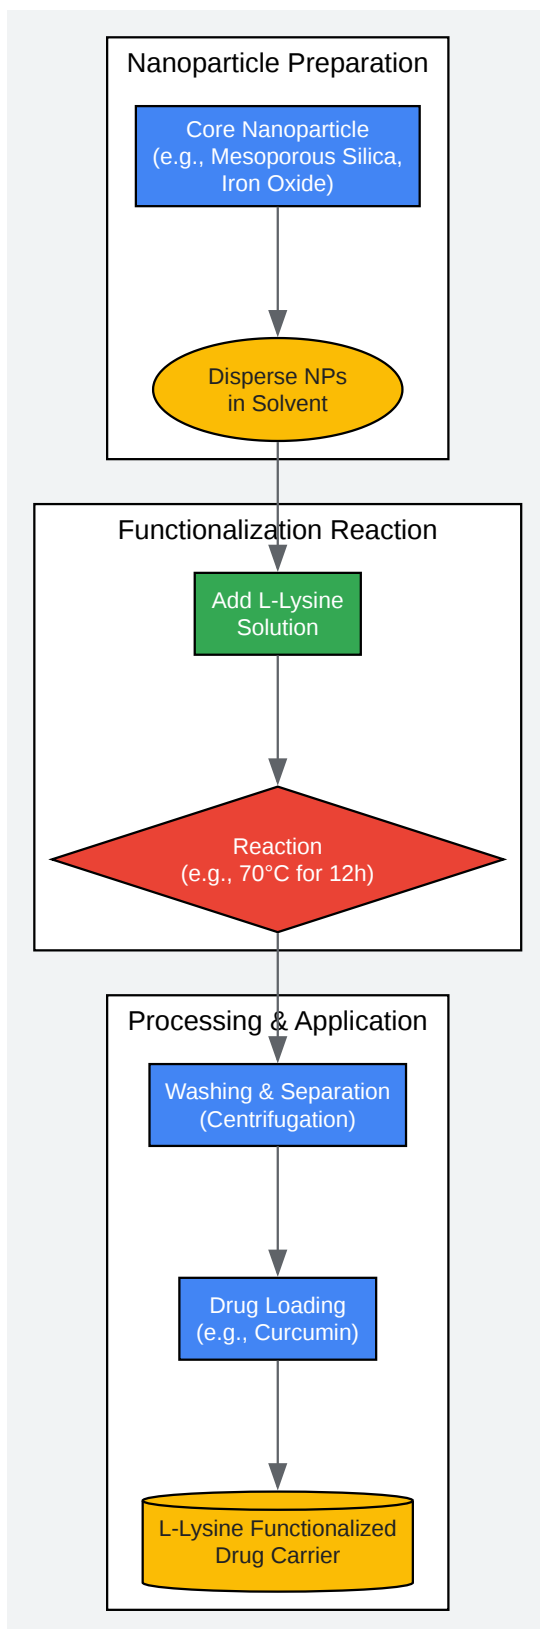 Nanoparticle Preparation
Core Nanoparticle
(e.g., Mesoporous Silica,
Iron Oxide)
Disperse NPs
in Solvent
Functionalization Reaction
Add L-Lysine
Solution
Reaction
(e.g., 70°C for 12h)
Processing & Application
Washing & Separation
(Centrifugation)
Drug Loading
(e.g., Curcumin)
L-Lysine Functionalized
Drug Carrier